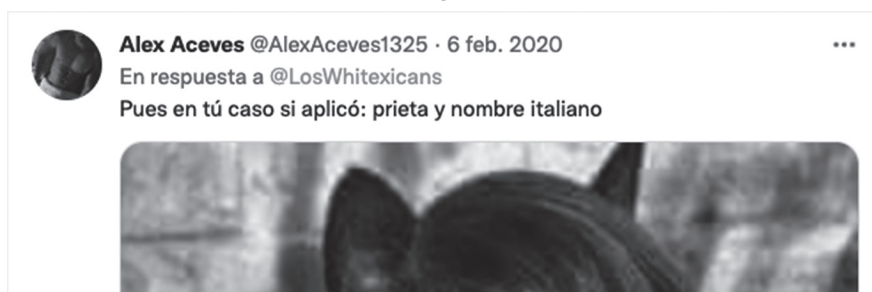 Alex Aceves @AlexAceves1325 · 6 feb. 2020
En respuesta a @LosWhitexicans
Pues en tú caso si aplicó: prieta y nombre italiano